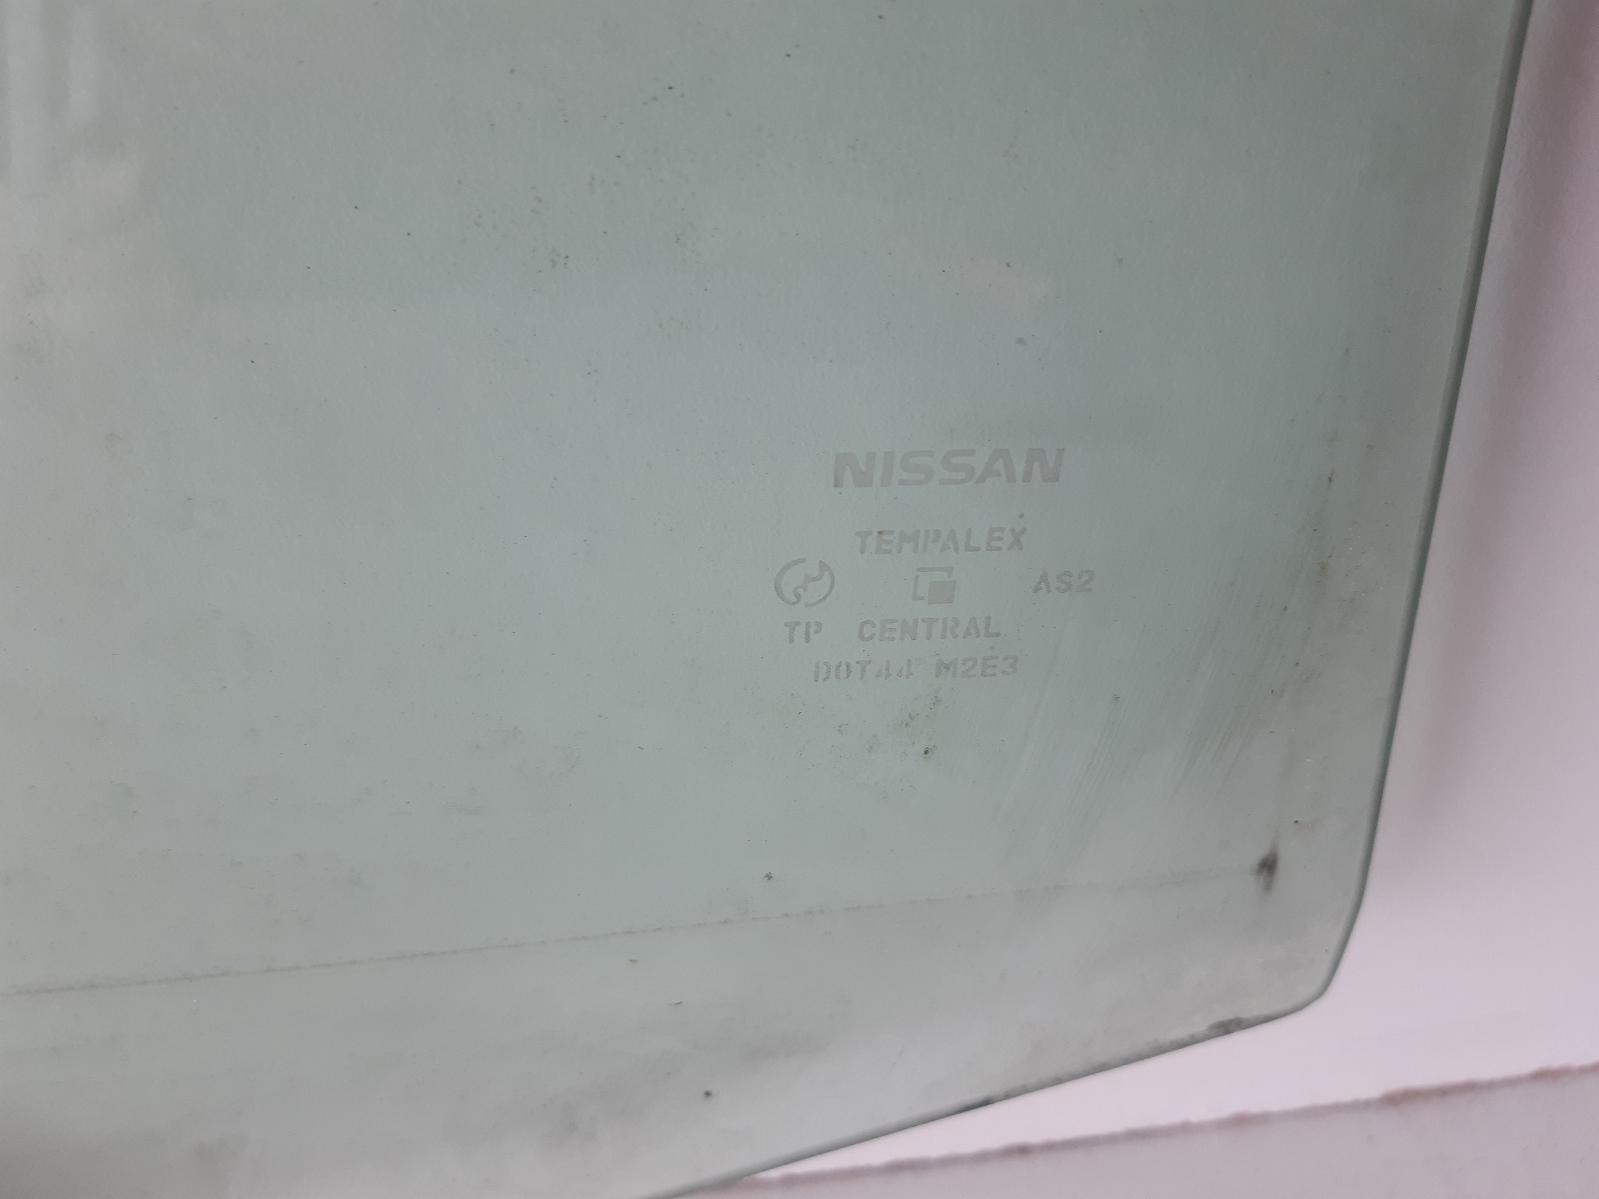 NISSAN
TEMPALEX
AS2
TP CENTRAL
DOT44 M2E3